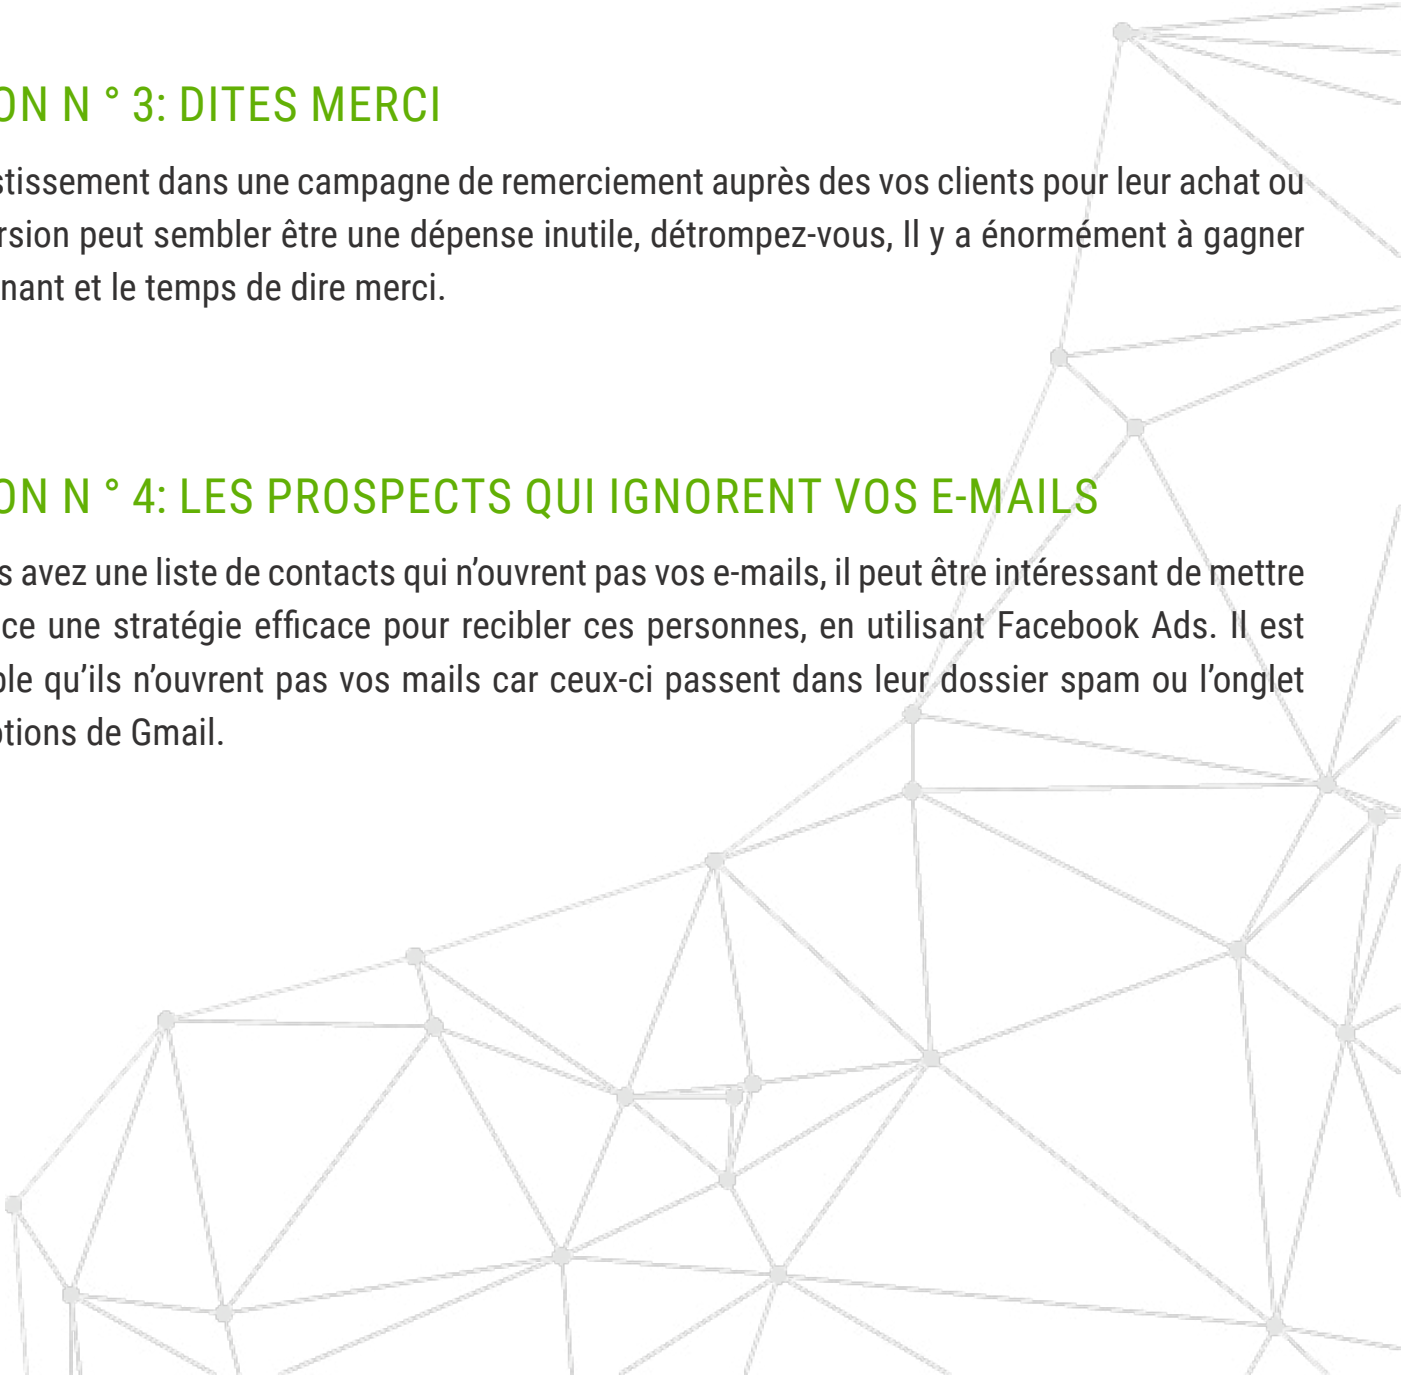 ON N ° 3: DITES MERCI
stissement dans une campagne de remerciement auprès des vos clients pour leur achat ou
rsion peut sembler être une dépense inutile, détrompez-vous, Il y a énormément à gagner
nant et le temps de dire merci.
ON N ° 4: LES PROSPECTS QUI IGNORENT VOS E-MAILS
s avez une liste de contacts qui n’ouvrent pas vos e-mails, il peut être intéressant de mettre
ce une stratégie efficace pour recibler ces personnes, en utilisant Facebook Ads. Il est
ble qu’ils n’ouvrent pas vos mails car ceux-ci passent dans leur dossier spam ou l’onglet
otions de Gmail.